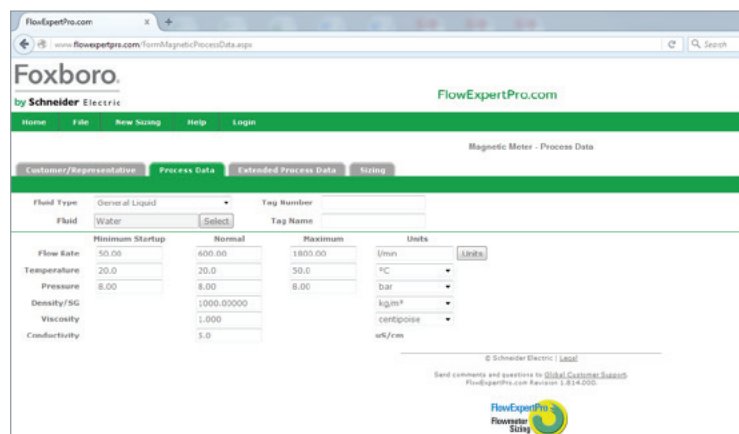 FlowExpertPro.com x +
www.flowexpertpro.com/FormMagneticProcessData.aspx Search
Foxboro.
by Schneider Electric
FlowExpertPro.com
Home File New Sizing Help Login
Magnetic Meter - Process Data
Customer/Representative Process Data Extended Process Data Sizing
Fluid Type General Liquid Tag Number
Fluid Water Select Tag Name
Minimum Startup Normal Maximum Units
Flow Rate 50.00 600.00 1800.00 l/mn Units
Temperature 20.0 20.0 50.0 °C
Pressure 8.00 8.00 8.00 bar
Density/SG 1000.00000 kg/m³
Viscosity 1.000 centipoise
Conductivity 5.0 uS/cm
© Schneider Electric | Legal
Send comments and questions to Global Customer Support.
FlowExpertPro.com Revision 1.814.000.
FlowExpertPro
Flowmeter
Sizing